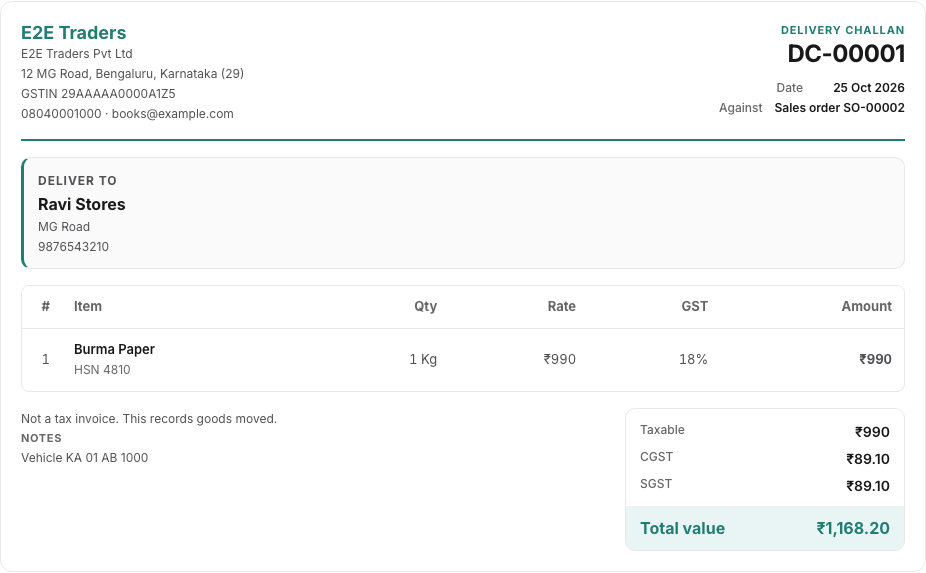 E2E Traders
E2E Traders Pvt Ltd
12 MG Road, Bengaluru, Karnataka (29)
GSTIN 29AAAAA0000A1Z5
08040001000 · books@example.com
DELIVERY CHALLAN
DC-00001
Date 25 Oct 2026
Against Sales order SO-00002
DELIVER TO
Ravi Stores
MG Road
9876543210
# Item Qty Rate GST Amount
1 Burma Paper 1 Kg ₹990 18% ₹990
HSN 4810
Not a tax invoice. This records goods moved.
NOTES
Vehicle KA 01 AB 1000
Taxable ₹990
CGST ₹89.10
SGST ₹89.10
Total value ₹1,168.20